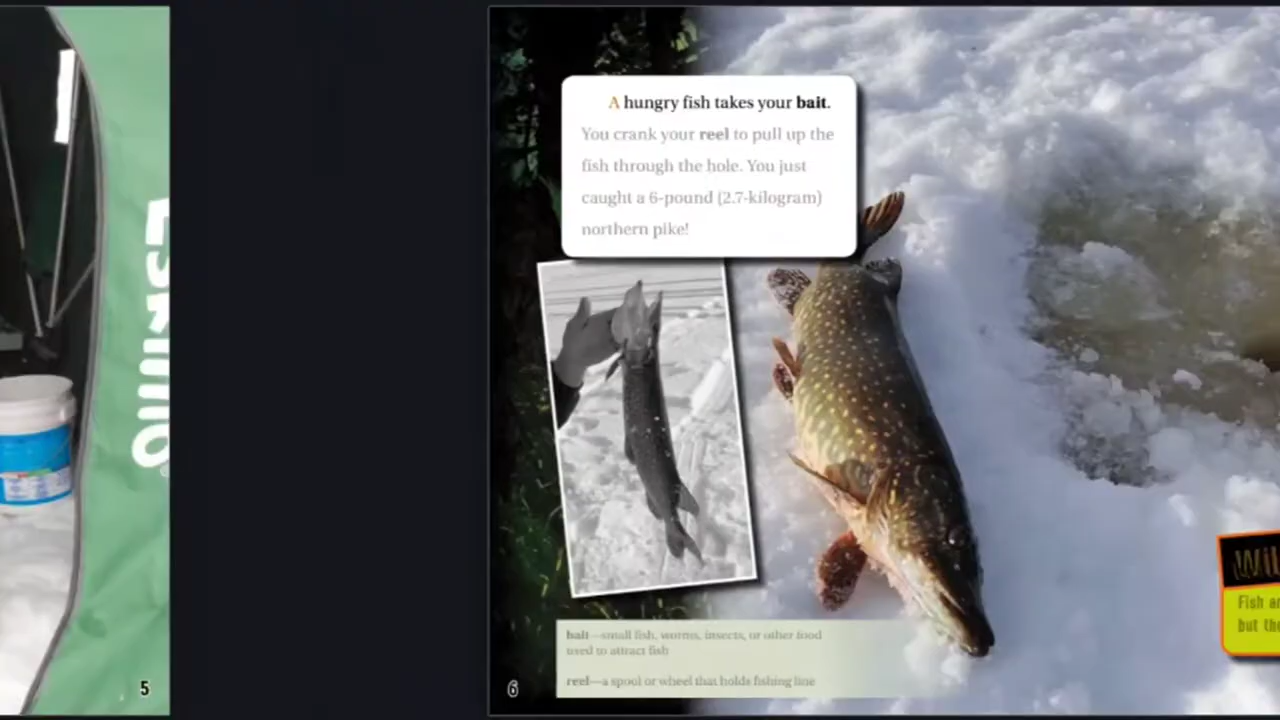 5
A hungry fish takes your bait.
You crank your reel to pull up the
fish through the hole. You just
caught a 6-pound (2.7-kilogram)
northern pike!
bait—small fish, worms, insects, or other food
used to attract fish
reel—a spool or wheel that holds fishing line
6
Fish
but